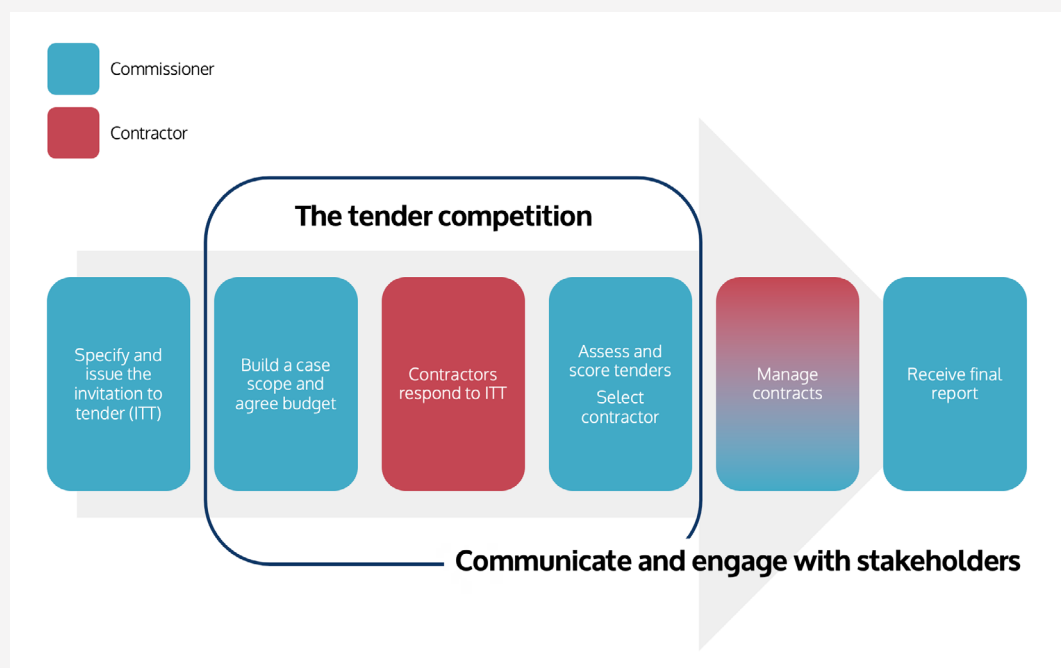 Commissioner
Contractor
The tender competition
Specify and
issue the
invitation to
tender (ITT)
Build a case
scope and
agree budget
Contractors
respond to ITT
Assess and
score tenders
Select
contractor
Manage
contracts
Receive final
report
Communicate and engage with stakeholders